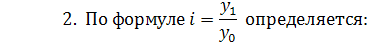 2. По формуле i = y₁/y₀ определяется: